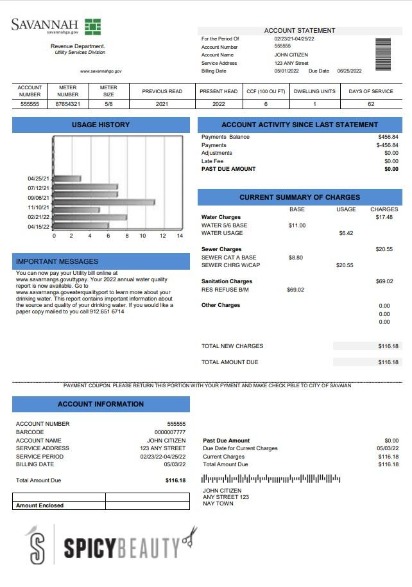 SAVANNAH
Revenue Department.
Utility Services Division
www.savannahga.gov
ACCOUNT STATEMENT
For the Period Of 02/23/21-04/25/22
Account Number 555555
Account Name JOHN CITIZEN
Service Address 123 ANY Street
Billing Date 05/01/2022 Due Date 06/25/2022
ACCOUNT NUMBER METER NUMBER METER SIZE PREVIOUS READ PRESENT HEAD CCF (100 CU FT) DWELLING UNITS DAYS OF SERVICE
555555 87654321 5/8 2021 2022 6 1 62
USAGE HISTORY
04/25/21
07/12/21
09/08/21
11/10/21
02/21/22
04/15/22
0 2 4 6 8 10 12 14
IMPORTANT MESSAGES
You can now pay your Utility bill online at
Your 2022 annual water quality
report is now available. Go to
to learn more about your
drinking water. This report contains important information about
the source and quality of your drinking water. If you would like a
paper copy mailed to you call 912.651 6714
ACCOUNT ACTIVITY SINCE LAST STATEMENT
Payments Balance $456.84
Payments $-456.84
Adjustments $0.00
Late Fee $0.00
PAST DUE AMOUNT $0.00
CURRENT SUMMARY OF CHARGES
BASE USAGE CHARGES
Water Charges $17.48
WATER 5/6 BASE $11.00
WATER USAGE $6.42
Sewer Charges $20.55
SEWER CAT A BASE $8.80
SEWER CHRG W/CAP $20.55
Sanitation Charges $69.02
RES REFUSE B/M $69.02
Other Charges 0.00
0.00
0.00
TOTAL NEW CHARGES $116.18
TOTAL AMOUNT DUE $116.18
PAYMENT COUPON. PLEASE RETURN THIS PORTION WITH YOUR PYMENT AND MAKE CHECK PBLE TO CITY OF SAVAIAN
ACCOUNT INFORMATION
ACCOUNT NUMBER 555555
BARCODE 0000007777
ACCOUNT NAME JOHN CITIZEN
SERVICE ADDRESS 123 ANY STREET
SERVICE PERIOD 02/23/22-04/25/22
BILLING DATE 05/03/22
Total Amount Due $116.18
Amount Enclosed
Past Due Amount $0.00
Due Date for Current Charges 05/03/22
Current Charges $116.18
Total Amount Due $116.18
JOHN CITIZEN
ANY STREET 123
NAY TOWN
SPICYBEAUTY